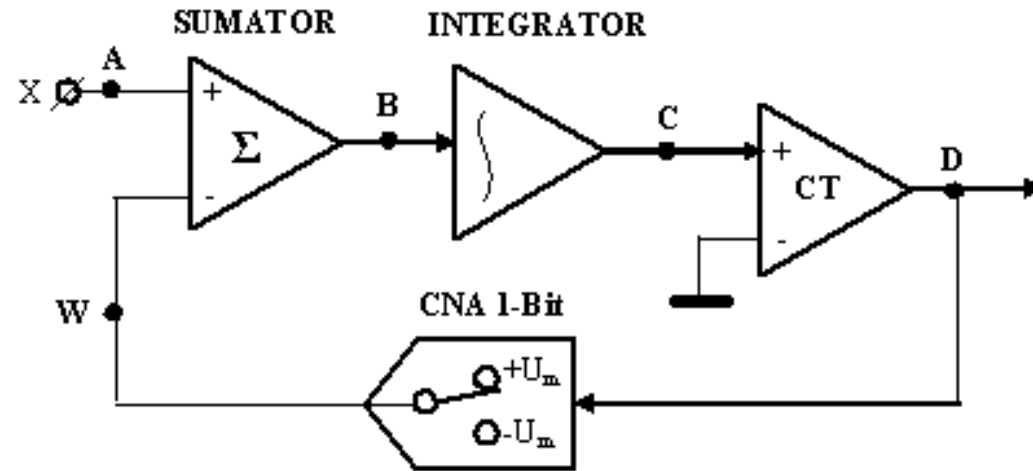 SUMATOR INTEGRATOR
X A + B C + D
Σ
CT
-
-
W
CNA 1-Bit
+Uₘ
-Uₘ